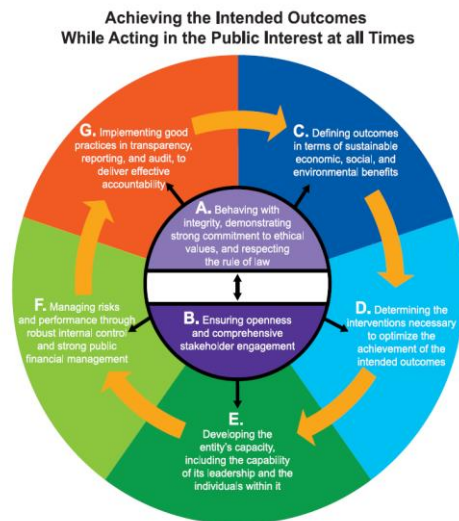 Achieving the Intended Outcomes
While Acting in the Public Interest at all Times
G. Implementing good
practices in transparency,
reporting, and audit, to
deliver effective
accountability
C. Defining outcomes
in terms of sustainable
economic, social, and
environmental benefits
A. Behaving with
integrity, demonstrating
strong commitment to ethical
values, and respecting
the rule of law
F. Managing risks
and performance through
robust internal control
and strong public
financial management
B. Ensuring openness
and comprehensive
stakeholder engagement
D. Determining the
interventions necessary
to optimize the
achievement of the
intended outcomes
E.
Developing the
entity's capacity,
including the capability
of its leadership and the
individuals within it